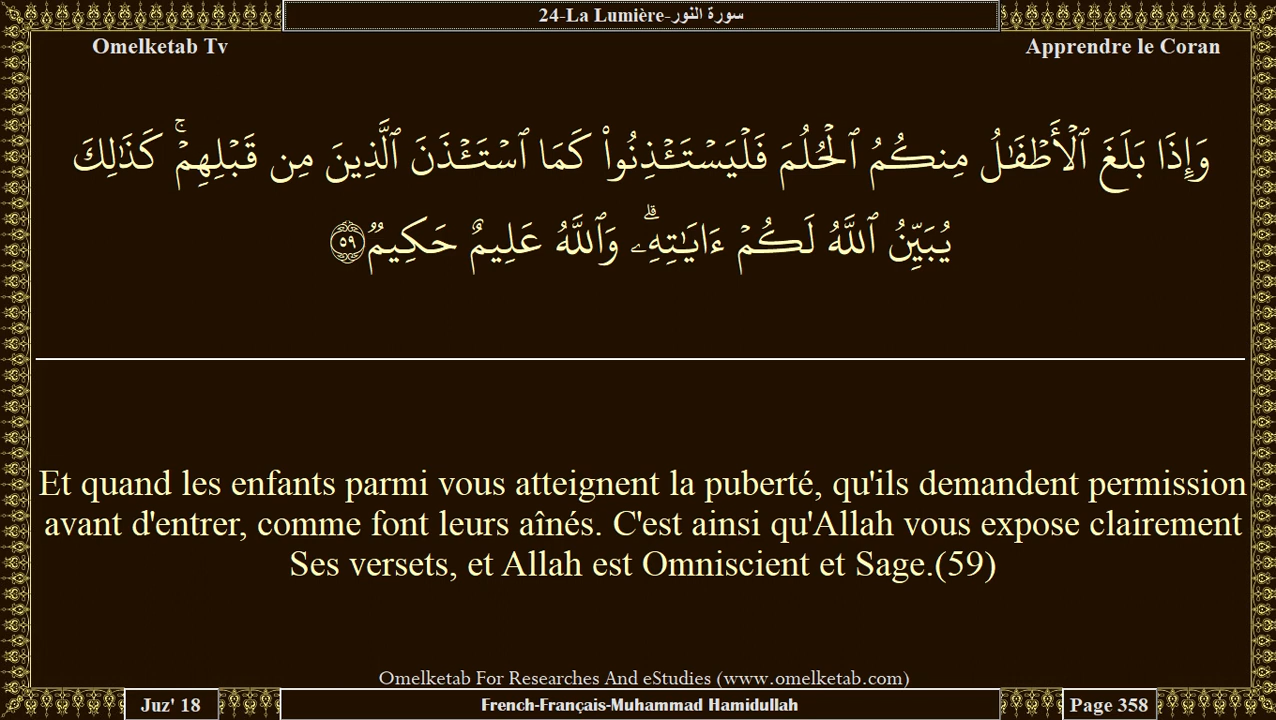 24-La Lumière-سورة النور
Omelketab Tv
Apprendre le Coran
وَإِذَا بَلَغَ ٱلۡأَطۡفَـٰلُ مِنكُمُ ٱلۡحُلُمَ فَلۡيَسۡتَـٔۡذِنُوا۟ كَمَا ٱسۡتَـٔۡذَنَ ٱلَّذِينَ مِن قَبۡلِهِمۡۚ كَذَٰلِكَ
يُبَيِّنُ ٱللَّهُ لَكُمۡ ءَايَـٰتِهِۦۗ وَٱللَّهُ عَلِيمٌ حَكِيمٌ ٥٩
Et quand les enfants parmi vous atteignent la puberté, qu'ils demandent permission
avant d'entrer, comme font leurs aînés. C'est ainsi qu'Allah vous expose clairement
Ses versets, et Allah est Omniscient et Sage.(59)
Omelketab For Researches And eStudies (www.omelketab.com)
Juz' 18
French-Français-Muhammad Hamidullah
Page 358